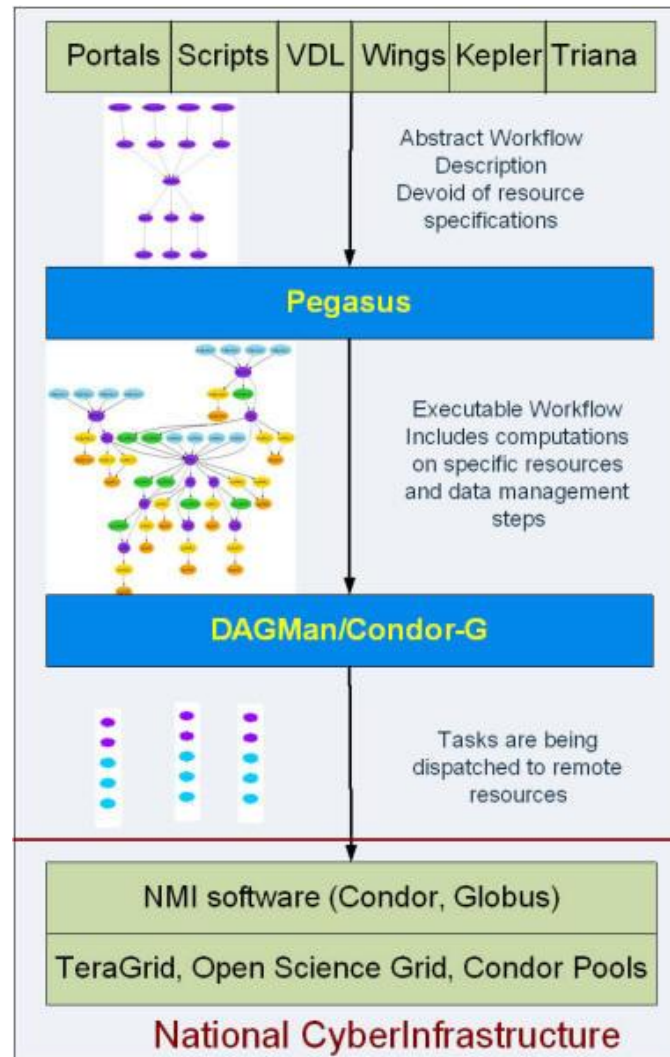 Portals Scripts VDL Wings Kepler Triana
Abstract Workflow
Description
Devoid of resource
specifications
Pegasus
Executable Workflow
Includes computations
on specific resources
and data management
steps
DAGMan/Condor-G
Tasks are being
dispatched to remote
resources
NMI software (Condor, Globus)
TeraGrid, Open Science Grid, Condor Pools
National CyberInfrastructure